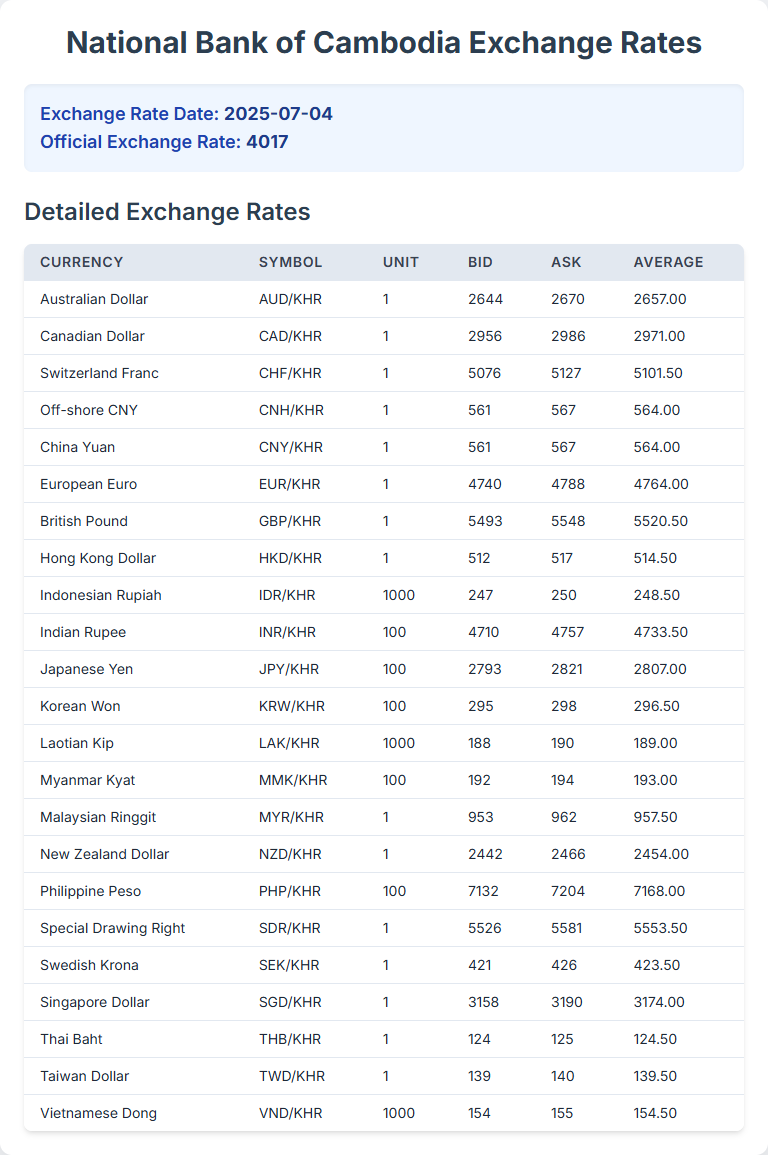 National Bank of Cambodia Exchange Rates
Exchange Rate Date: 2025-07-04
Official Exchange Rate: 4017
Detailed Exchange Rates
CURRENCY SYMBOL UNIT BID ASK AVERAGE
Australian Dollar AUD/KHR 1 2644 2670 2657.00
Canadian Dollar CAD/KHR 1 2956 2986 2971.00
Switzerland Franc CHF/KHR 1 5076 5127 5101.50
Off-shore CNY CNH/KHR 1 561 567 564.00
China Yuan CNY/KHR 1 561 567 564.00
European Euro EUR/KHR 1 4740 4788 4764.00
British Pound GBP/KHR 1 5493 5548 5520.50
Hong Kong Dollar HKD/KHR 1 512 517 514.50
Indonesian Rupiah IDR/KHR 1000 247 250 248.50
Indian Rupee INR/KHR 100 4710 4757 4733.50
Japanese Yen JPY/KHR 100 2793 2821 2807.00
Korean Won KRW/KHR 100 295 298 296.50
Laotian Kip LAK/KHR 1000 188 190 189.00
Myanmar Kyat MMK/KHR 100 192 194 193.00
Malaysian Ringgit MYR/KHR 1 953 962 957.50
New Zealand Dollar NZD/KHR 1 2442 2466 2454.00
Philippine Peso PHP/KHR 100 7132 7204 7168.00
Special Drawing Right SDR/KHR 1 5526 5581 5553.50
Swedish Krona SEK/KHR 1 421 426 423.50
Singapore Dollar SGD/KHR 1 3158 3190 3174.00
Thai Baht THB/KHR 1 124 125 124.50
Taiwan Dollar TWD/KHR 1 139 140 139.50
Vietnamese Dong VND/KHR 1000 154 155 154.50